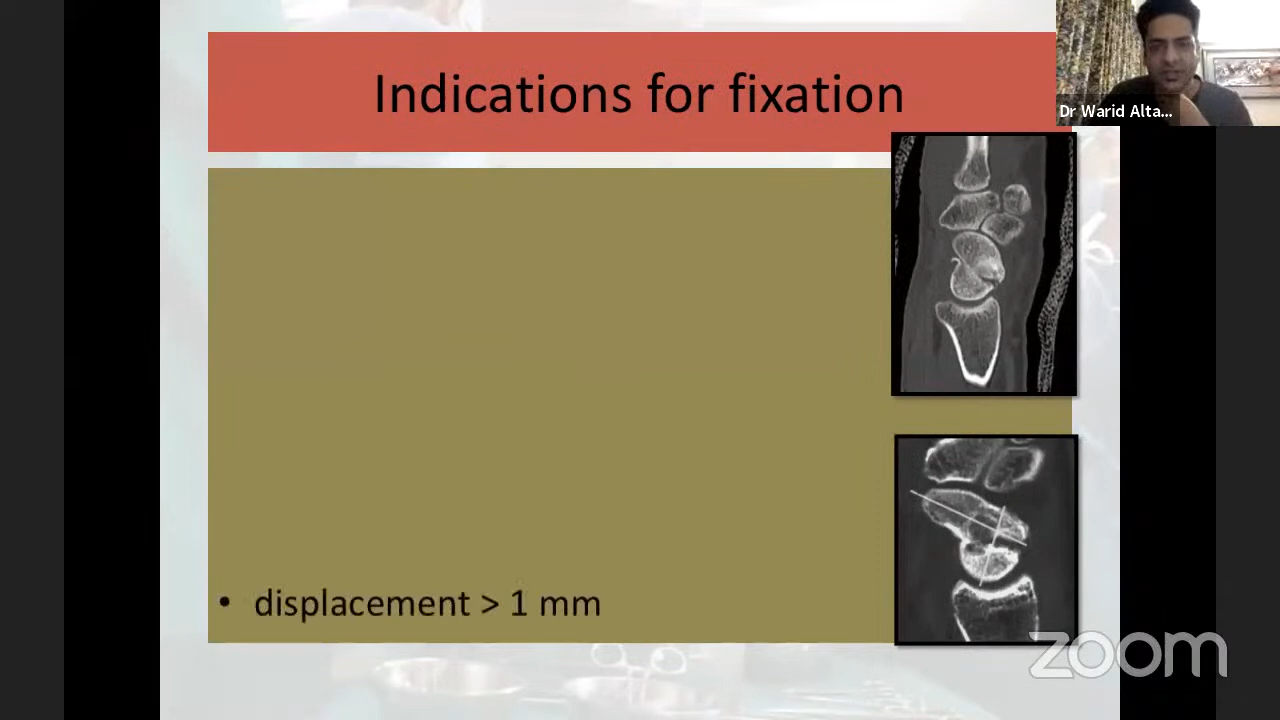 Indications for fixation
Dr Warid Alta...
• displacement > 1 mm
zoom